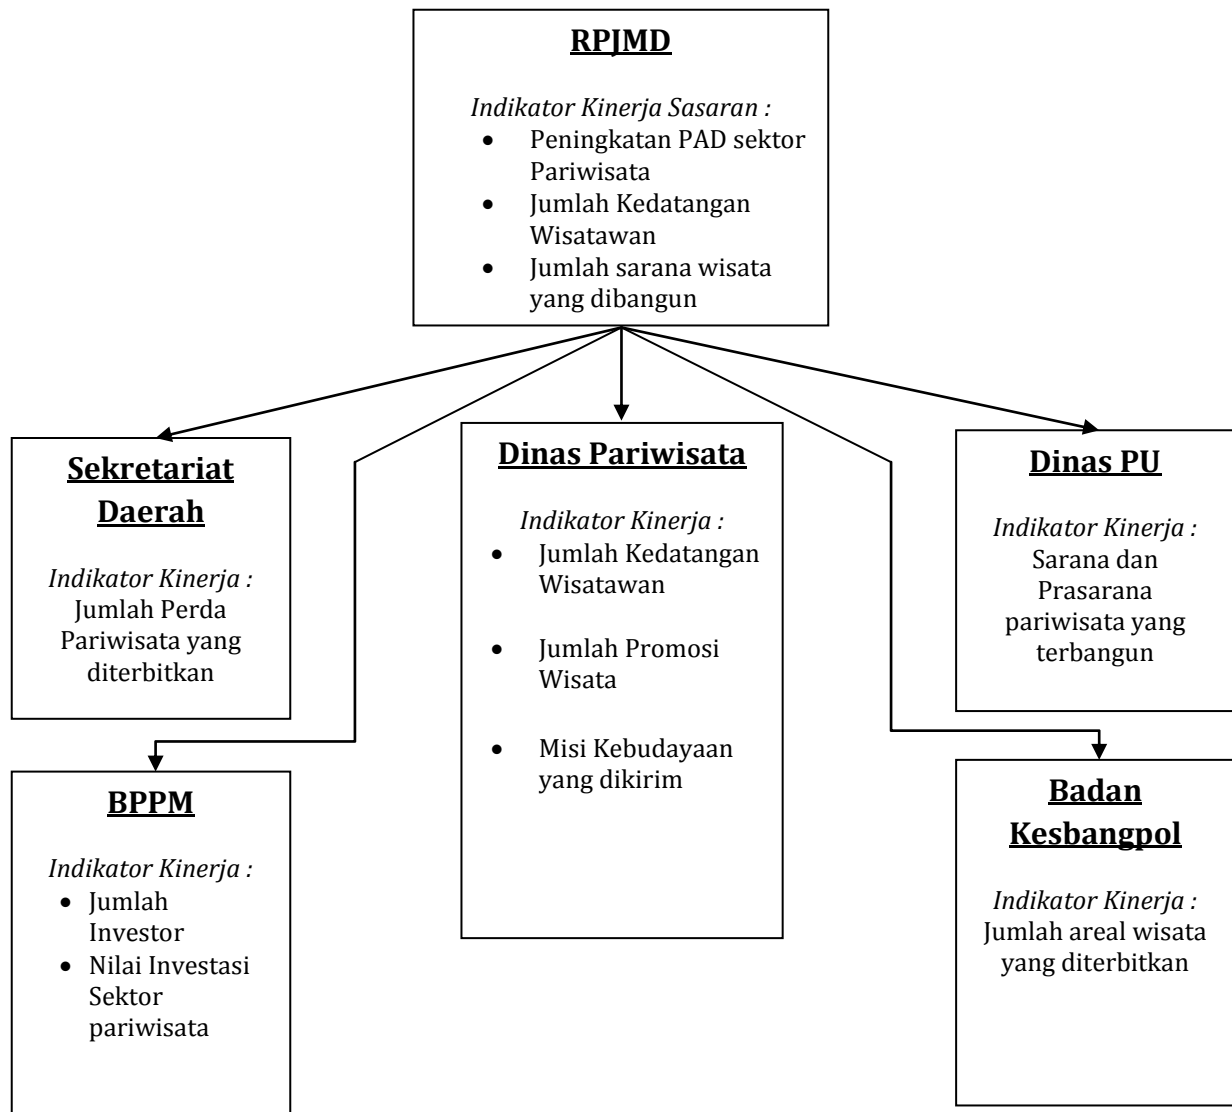 RPJMD
Indikator Kinerja Sasaran :
• Peningkatan PAD sektor
Pariwisata
• Jumlah Kedatangan
Wisatawan
• Jumlah sarana wisata
yang dibangun
Sekretariat
Daerah
Indikator Kinerja :
Jumlah Perda
Pariwisata yang
diterbitkan
Dinas Pariwisata
Indikator Kinerja :
• Jumlah Kedatangan
Wisatawan
• Jumlah Promosi
Wisata
• Misi Kebudayaan
yang dikirim
Dinas PU
Indikator Kinerja :
Sarana dan
Prasarana
pariwisata yang
terbangun
BPPM
Indikator Kinerja :
• Jumlah
Investor
• Nilai Investasi
Sektor
pariwisata
Badan
Kesbangpol
Indikator Kinerja :
Jumlah areal wisata
yang diterbitkan